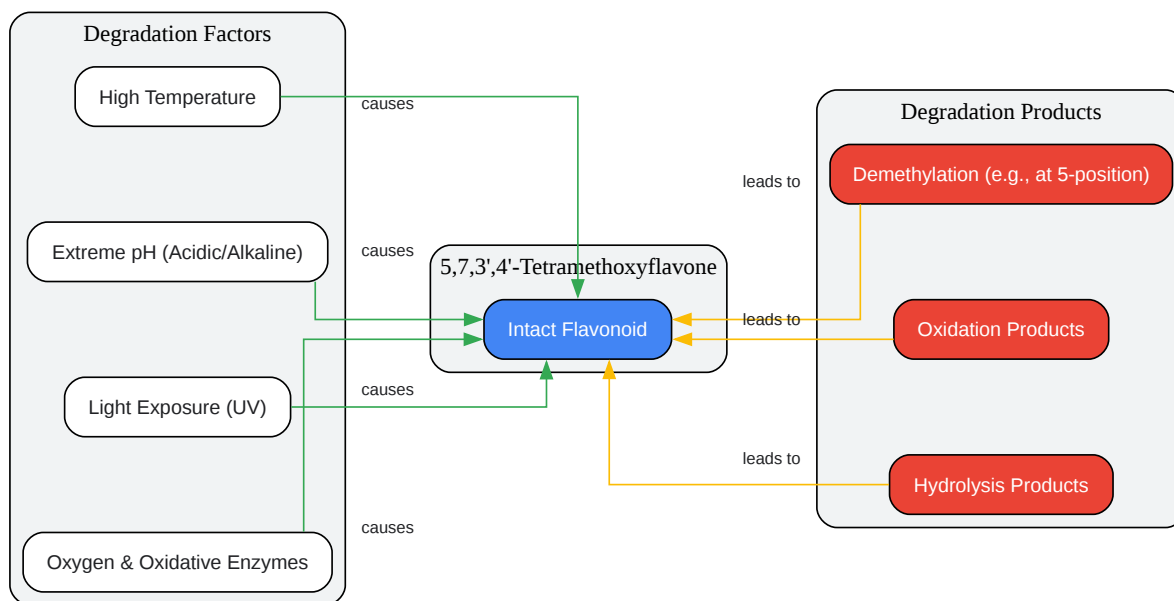 Degradation Factors
High Temperature
causes
Extreme pH (Acidic/Alkaline)
causes
Light Exposure (UV)
causes
Oxygen & Oxidative Enzymes
causes
5,7,3',4'-Tetramethoxyflavone
Intact Flavonoid
Degradation Products
leads to
Demethylation (e.g., at 5-position)
leads to
Oxidation Products
leads to
Hydrolysis Products